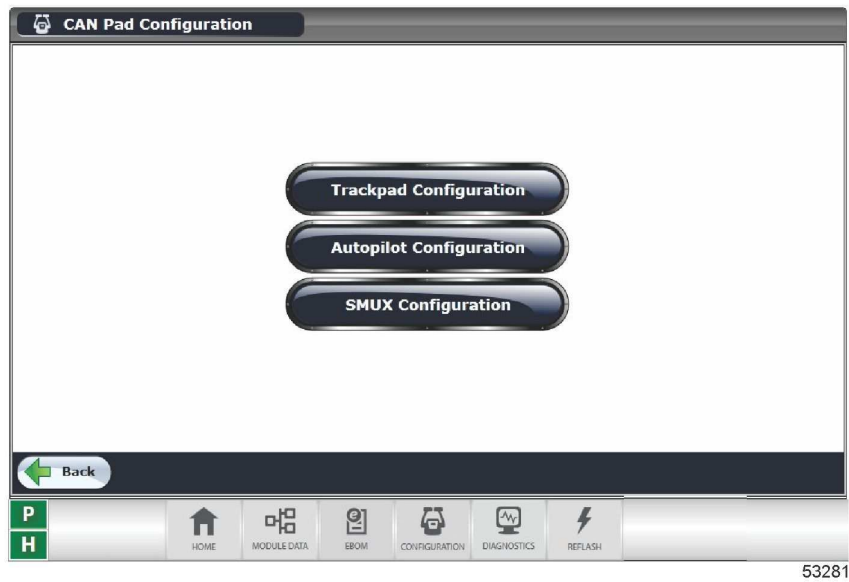 CAN Pad Configuration
Trackpad Configuration
Autopilot Configuration
SMUX Configuration
Back
P
H
HOME
MODULE DATA
EBOM
CONFIGURATION
DIAGNOSTICS
REFLASH
53281